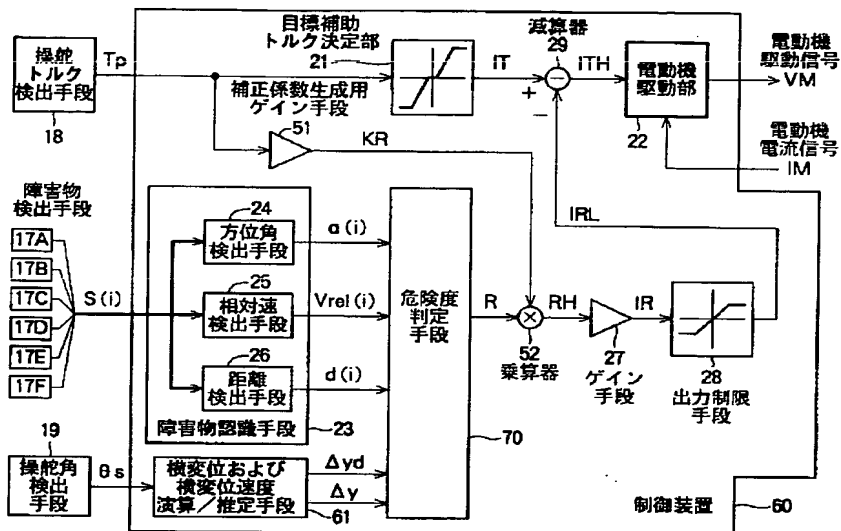 操舵
トルク
検出手段
18
Tp
目標補助
トルク決定部
21
IT
減算器
29
+
−
ITH
電動機
駆動部
22
電動機
駆動信号
VM
電動機
電流信号
IM
補正係数生成用
ゲイン手段
51
KR
障害物
検出手段
17A
17B
17C
17D
17E
17F
S(i)
24
方位角
検出手段
α(i)
25
相対速
検出手段
Vrel(i)
26
距離
検出手段
d(i)
障害物認識手段
23
危険度
判定
手段
70
R
52
乗算器
RH
27
ゲイン
手段
IR
IRL
28
出力制限
手段
19
操舵角
検出
手段
θs
横変位および
横変位速度
演算/推定手段
61
Δyd
Δy
制御装置
60